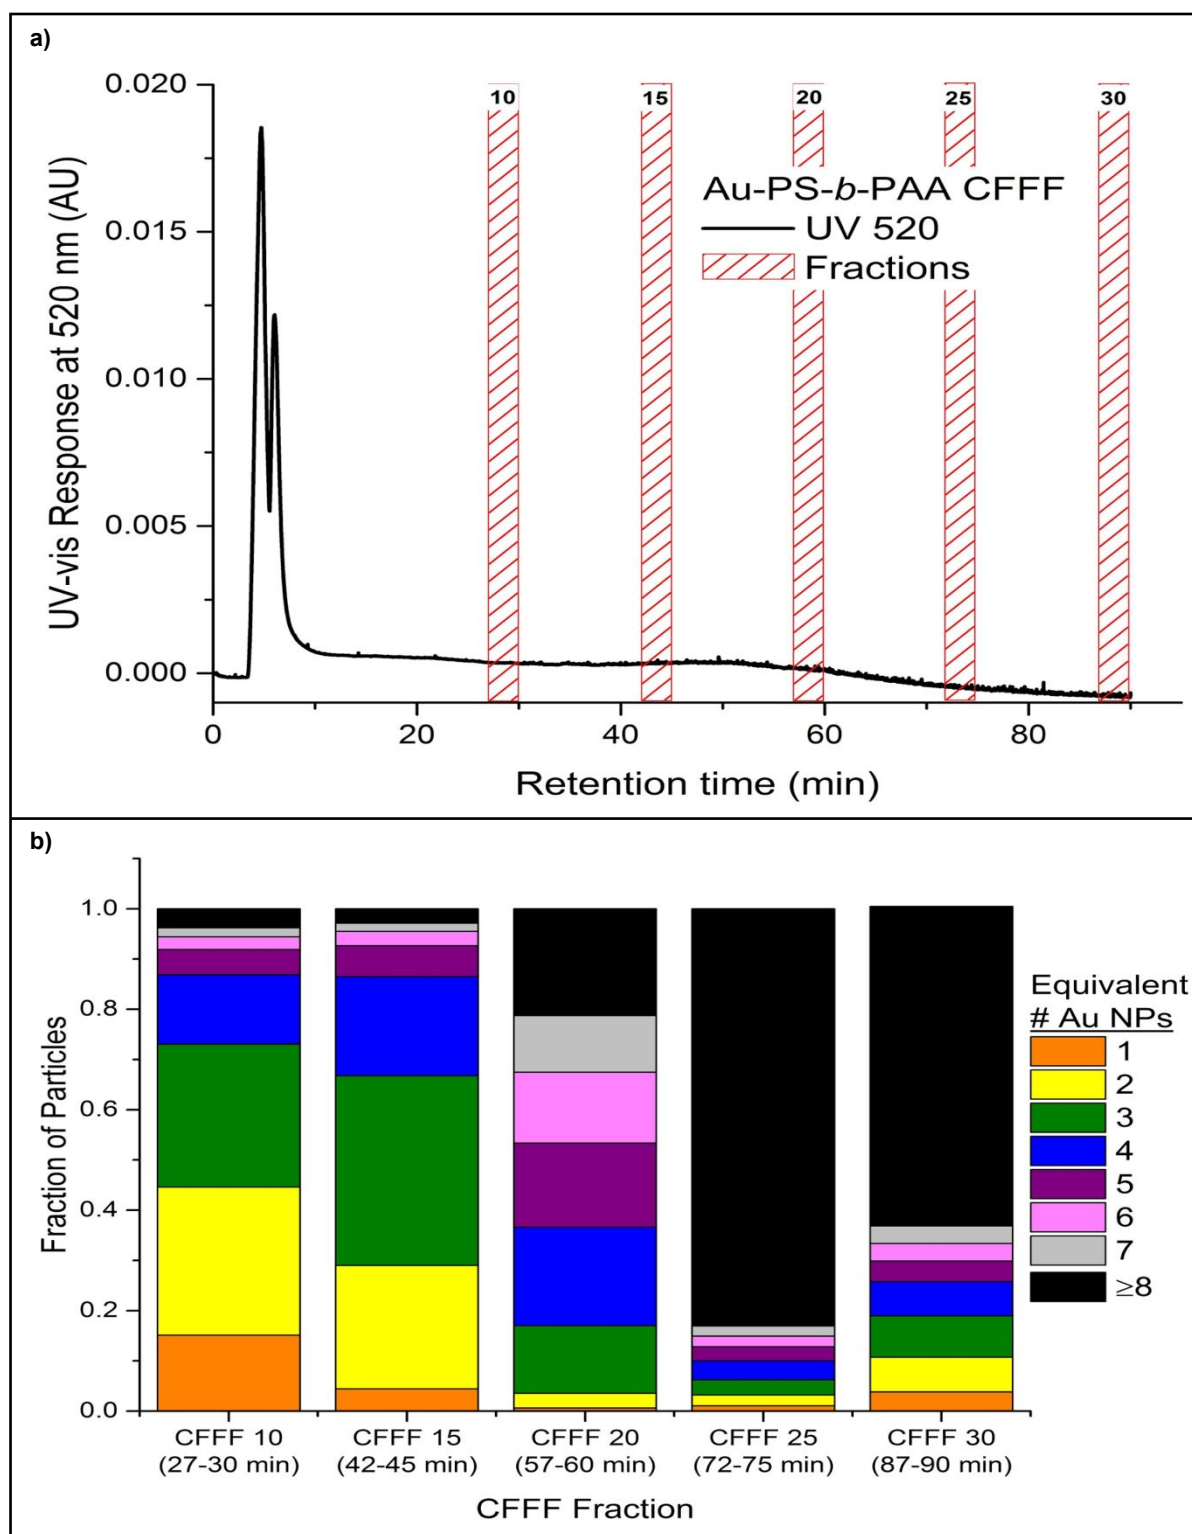 a)
0.020
0.015
0.010
0.005
0.000
UV-vis Response at 520 nm (AU)
10 15 20 25 30
Au-PS-b-PAA CFFF
UV 520
Fractions
0 20 40 60 80
Retention time (min)
b)
1.0
0.8
0.6
0.4
0.2
0.0
Fraction of Particles
Equivalent
# Au NPs
1
2
3
4
5
6
7
≥8
CFFF 10 CFFF 15 CFFF 20 CFFF 25 CFFF 30
(27-30 min) (42-45 min) (57-60 min) (72-75 min) (87-90 min)
CFFF Fraction